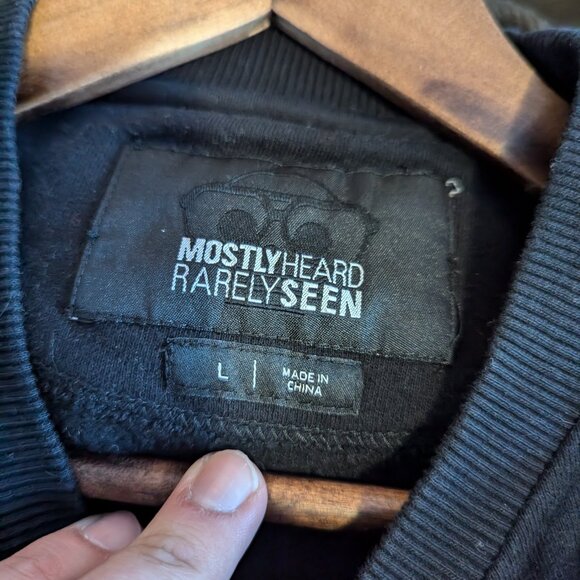 MOSTLYHEARD
RARELYSEEN
L | MADE IN
CHINA